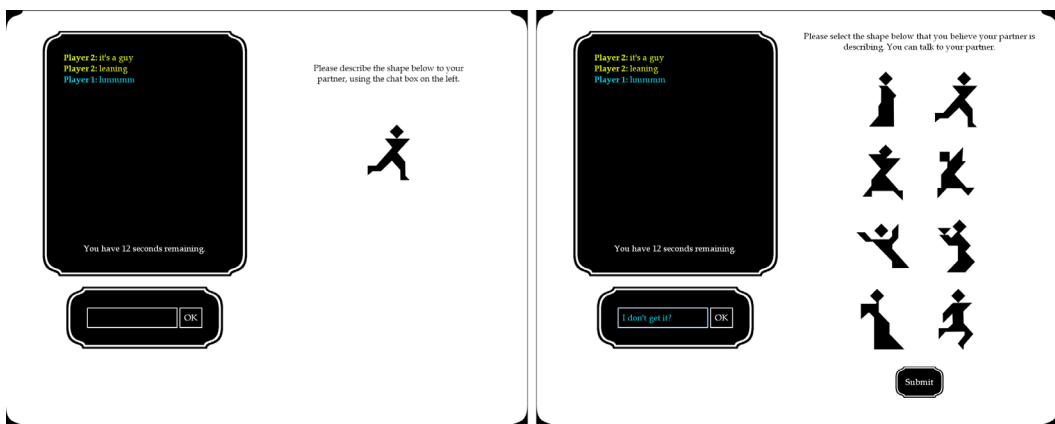 Player 2: it's a guy
Player 2: leaning
Player 1: hmmmm
You have 12 seconds remaining.
OK
Please describe the shape below to your
partner, using the chat box on the left.
Player 2: it's a guy
Player 2: leaning
Player 1: hmmmm
You have 12 seconds remaining.
I don't get it?
OK
Please select the shape below that you believe your partner is
describing. You can talk to your partner.
Submit